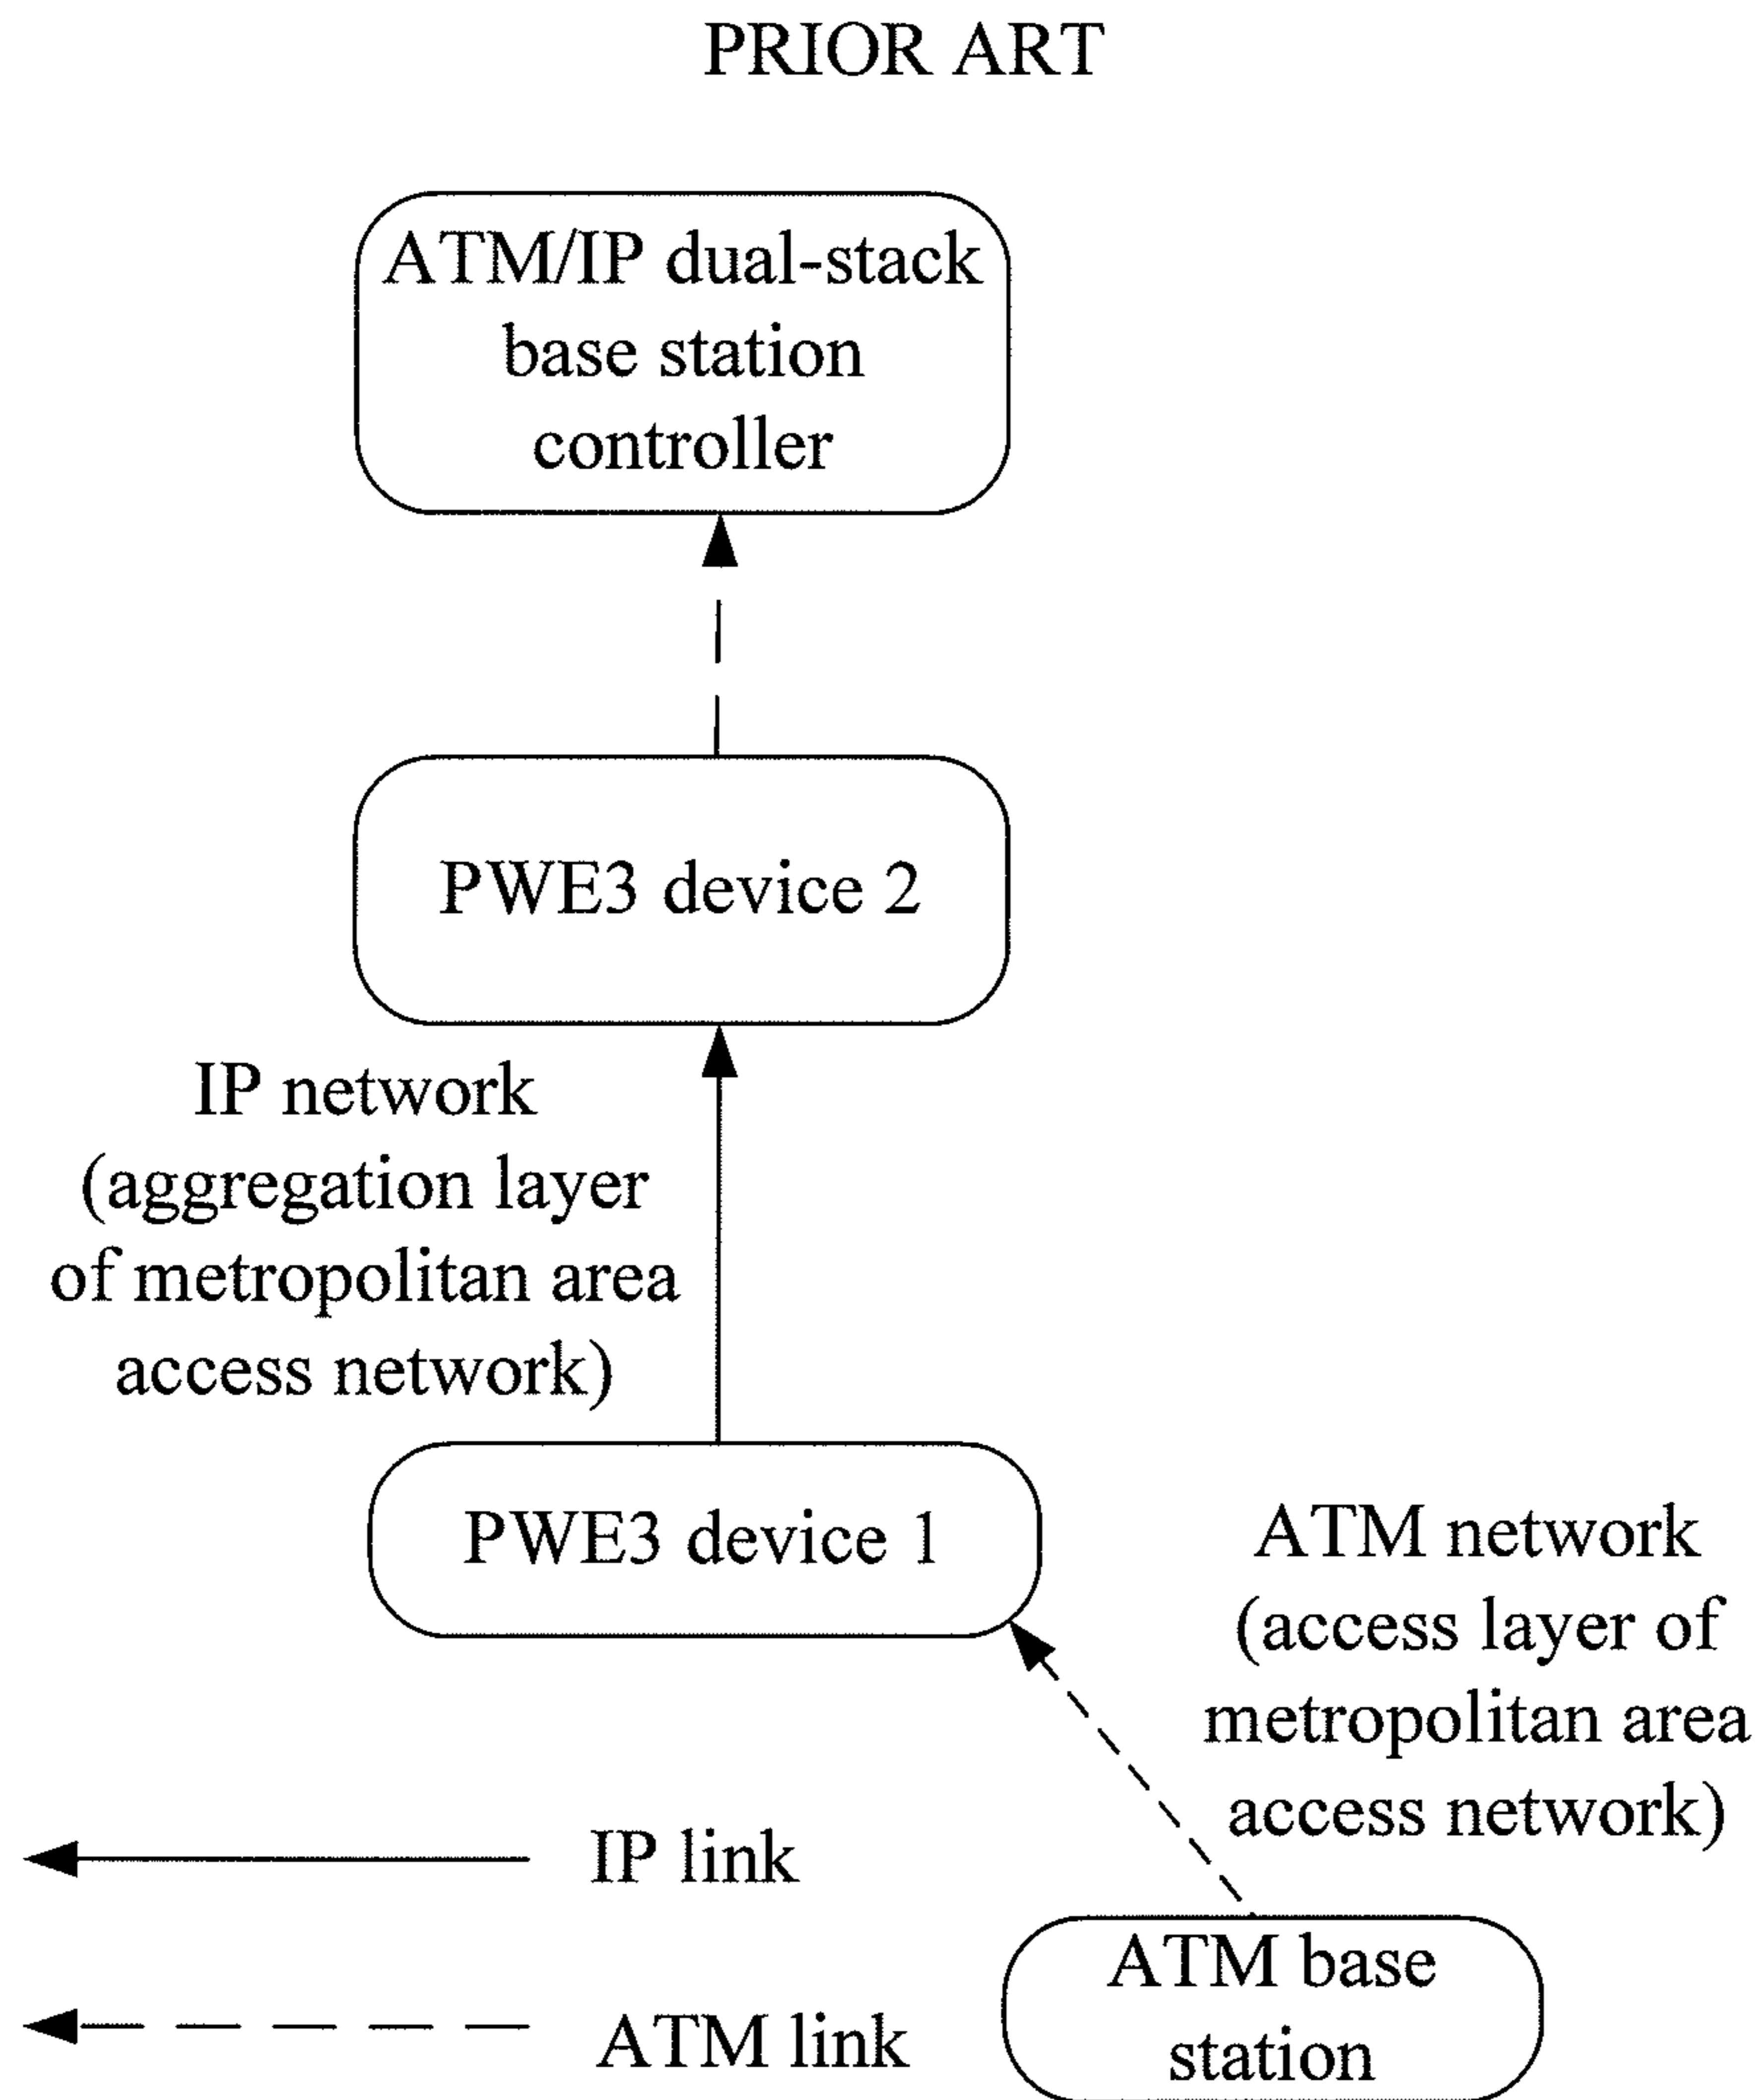 PRIOR ART
ATM/IP dual-stack
base station
controller
PWE3 device 2
IP network
(aggregation layer
of metropolitan area
access network)
PWE3 device 1
ATM network
(access layer of
metropolitan area
access network)
IP link
ATM link
ATM base
station